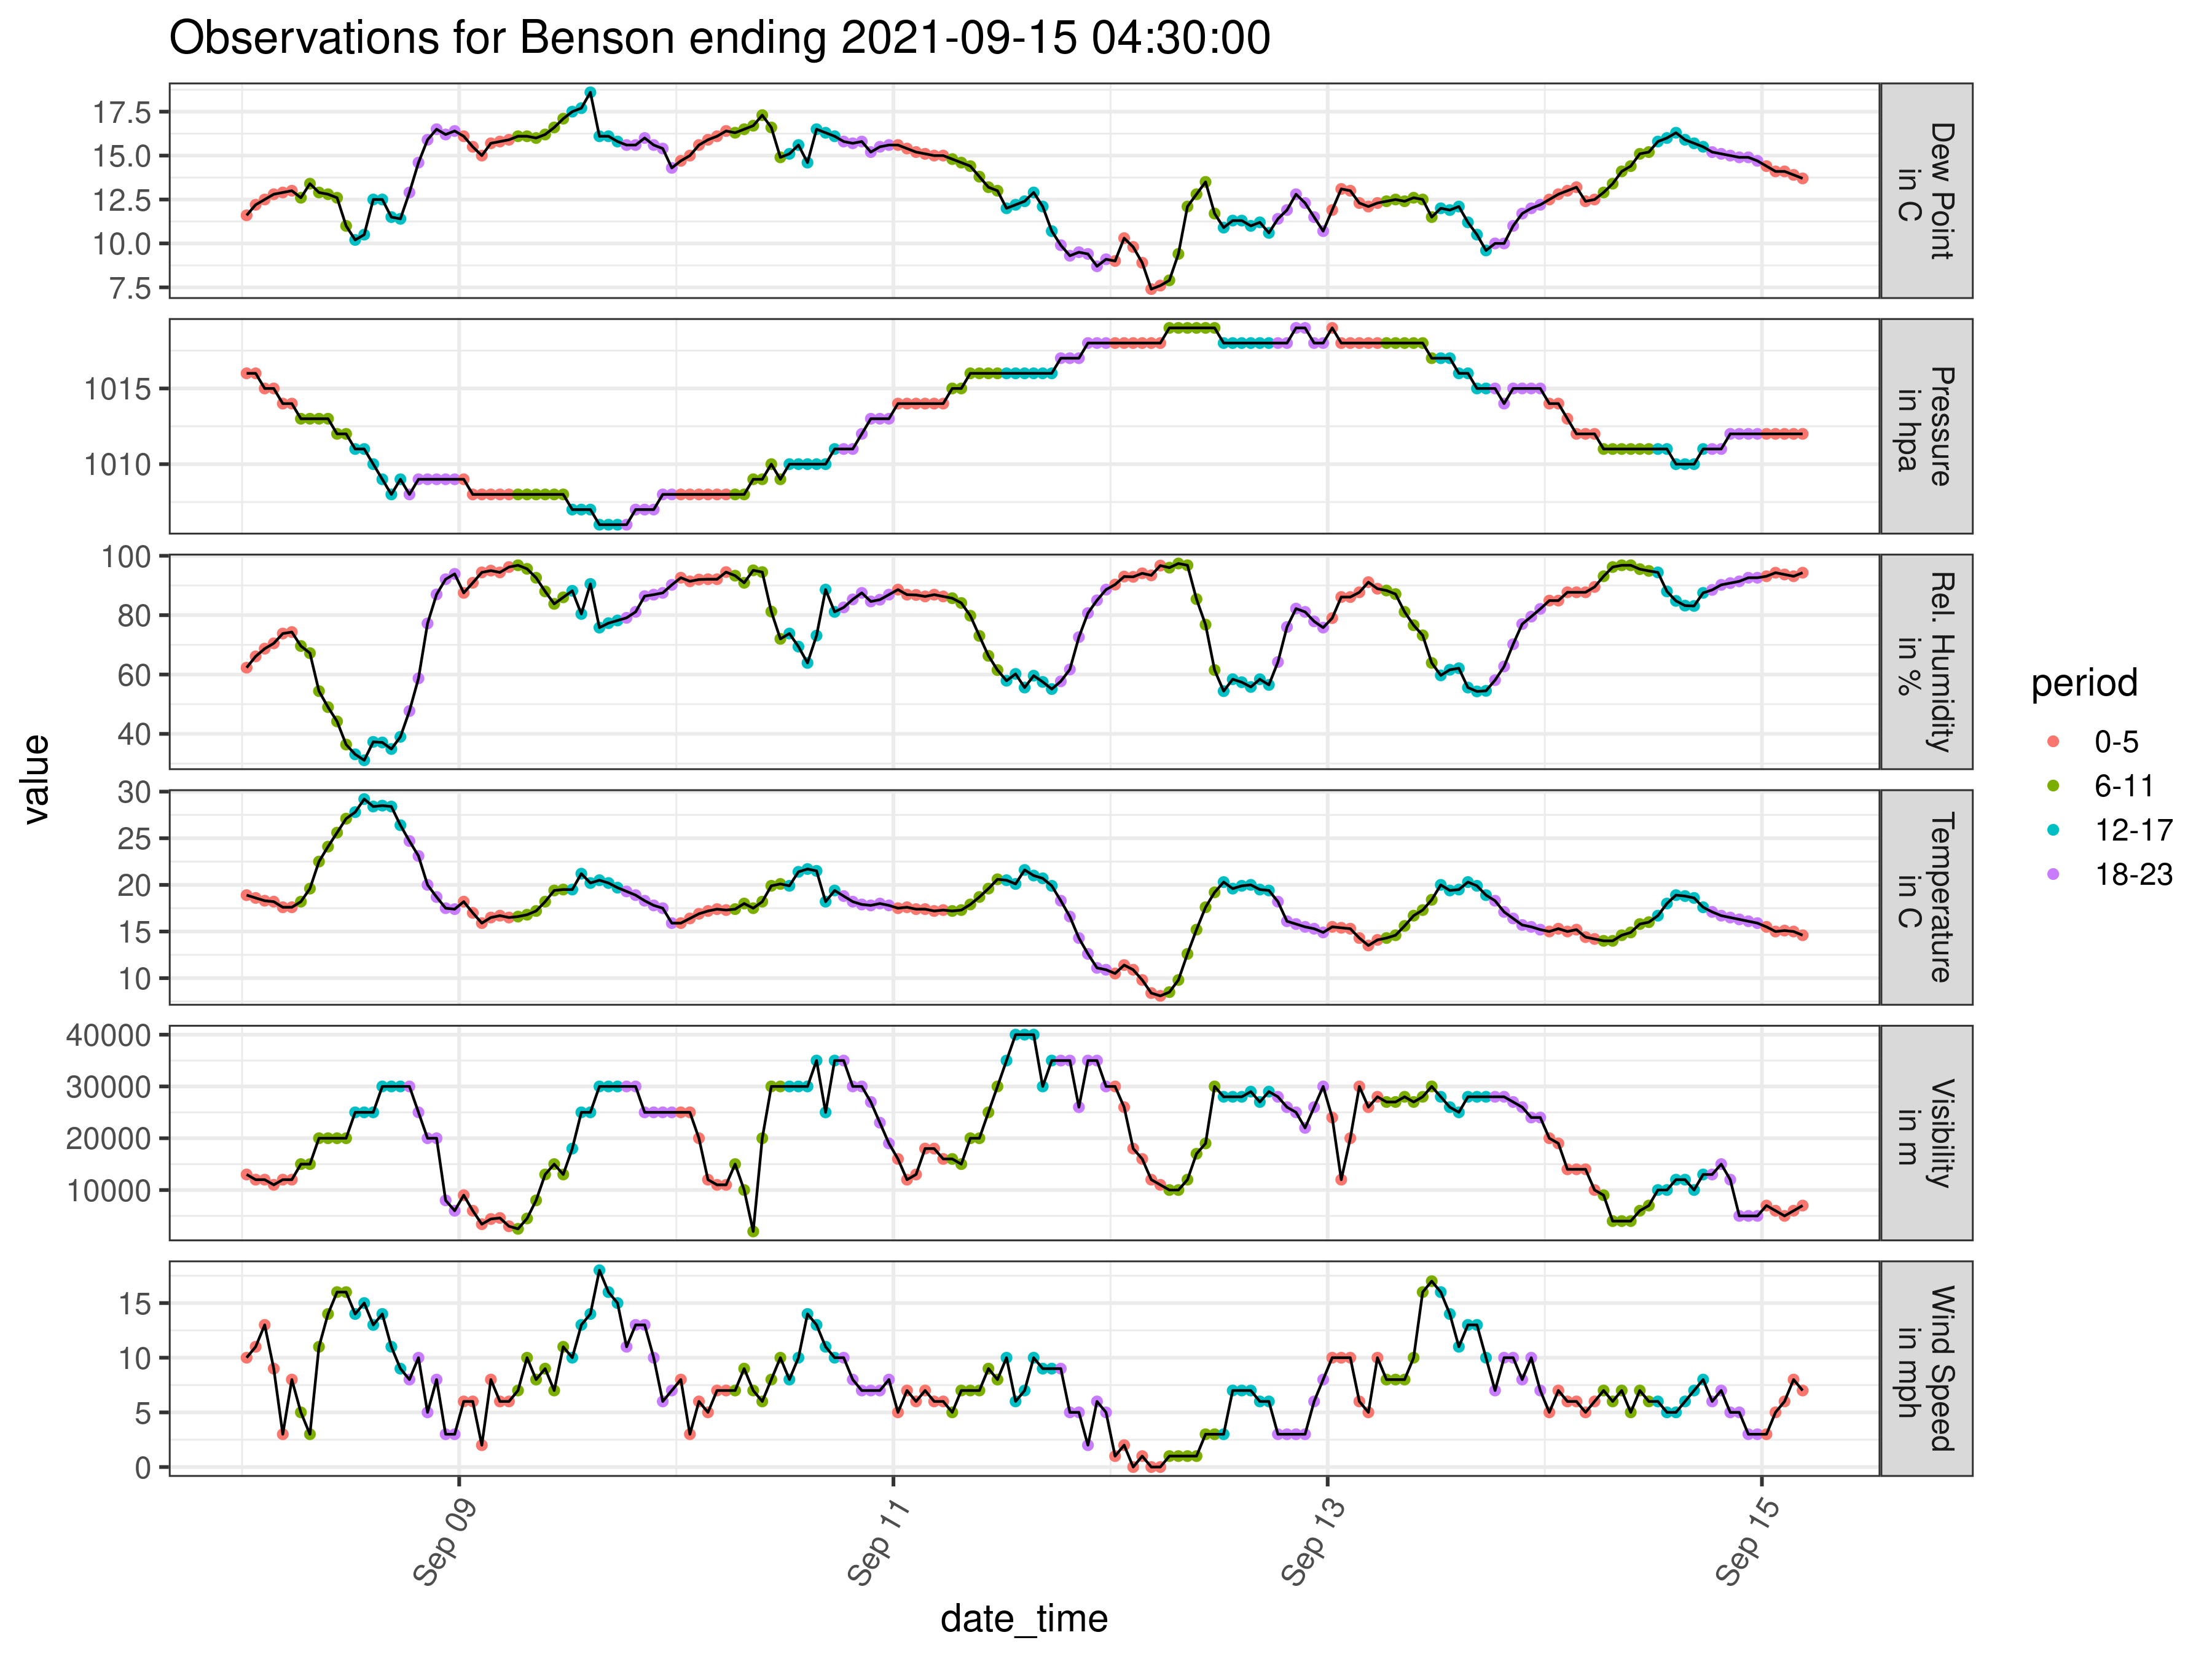 Observations for Benson ending 2021-09-15 04:30:00
17.5
15.0
12.5
10.0
7.5
Dew Point
in C
1015
1010
Pressure
in hpa
100
80
60
40
Rel. Humidity
in %
30
25
20
15
10
Temperature
in C
40000
30000
20000
10000
Visibility
in m
15
10
5
0
Wind Speed
in mph
value
Sep 09
Sep 11
Sep 13
Sep 15
date_time
period
0-5
6-11
12-17
18-23